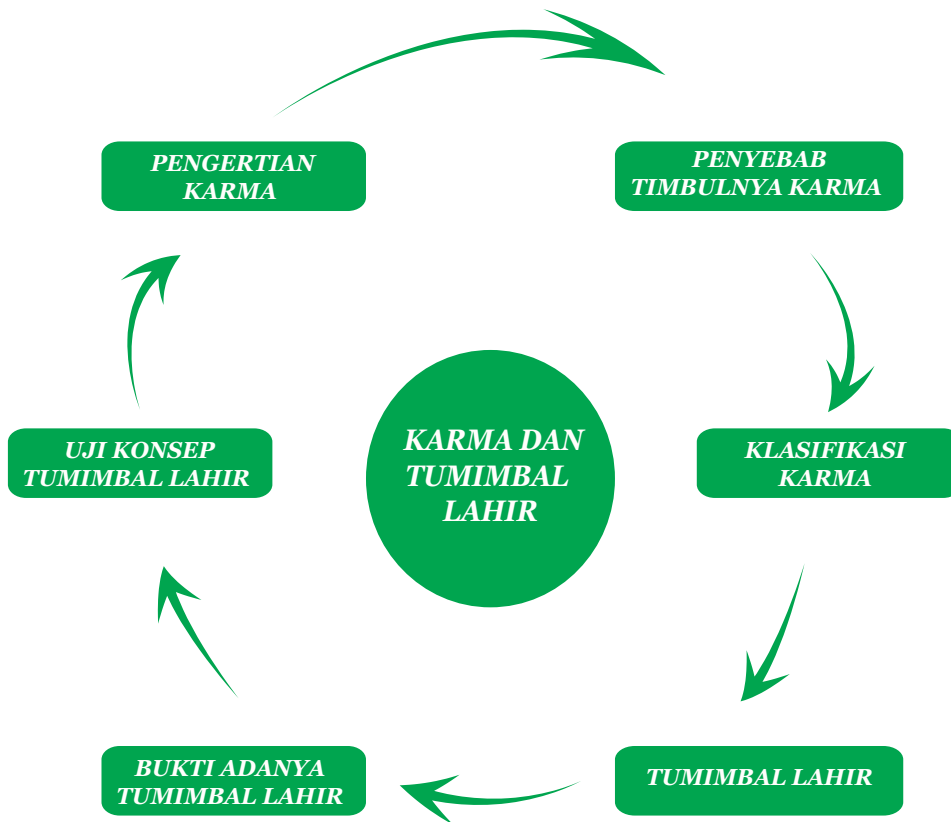 PENGERTIAN
KARMA
PENYEBAB
TIMBULNYA KARMA
KLASIFIKASI
KARMA
TUMIMBAL LAHIR
BUKTI ADANYA
TUMIMBAL LAHIR
UJI KONSEP
TUMIMBAL LAHIR
KARMA DAN
TUMIMBAL
LAHIR